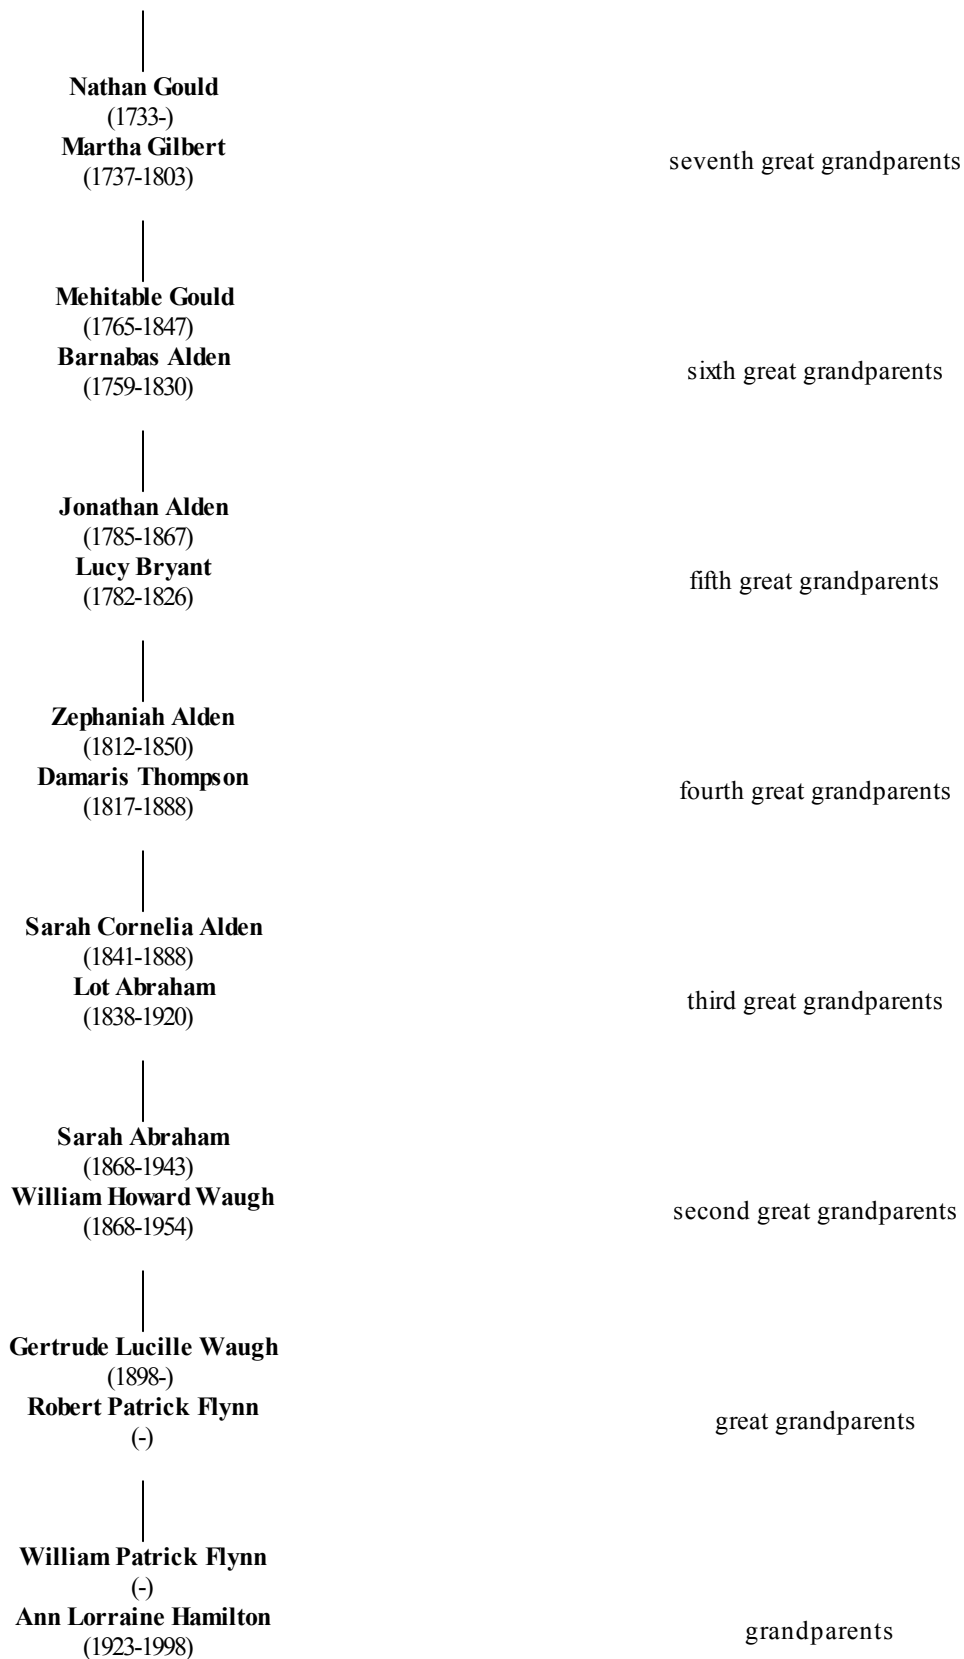 Nathan Gould
(1733-)
Martha Gilbert
(1737-1803)
seventh great grandparents
Mehitable Gould
(1765-1847)
Barnabas Alden
(1759-1830)
sixth great grandparents
Jonathan Alden
(1785-1867)
Lucy Bryant
(1782-1826)
fifth great grandparents
Zephaniah Alden
(1812-1850)
Damaris Thompson
(1817-1888)
fourth great grandparents
Sarah Cornelia Alden
(1841-1888)
Lot Abraham
(1838-1920)
third great grandparents
Sarah Abraham
(1868-1943)
William Howard Waugh
(1868-1954)
second great grandparents
Gertrude Lucille Waugh
(1898-)
Robert Patrick Flynn
(-)
great grandparents
William Patrick Flynn
(-)
Ann Lorraine Hamilton
(1923-1998)
grandparents